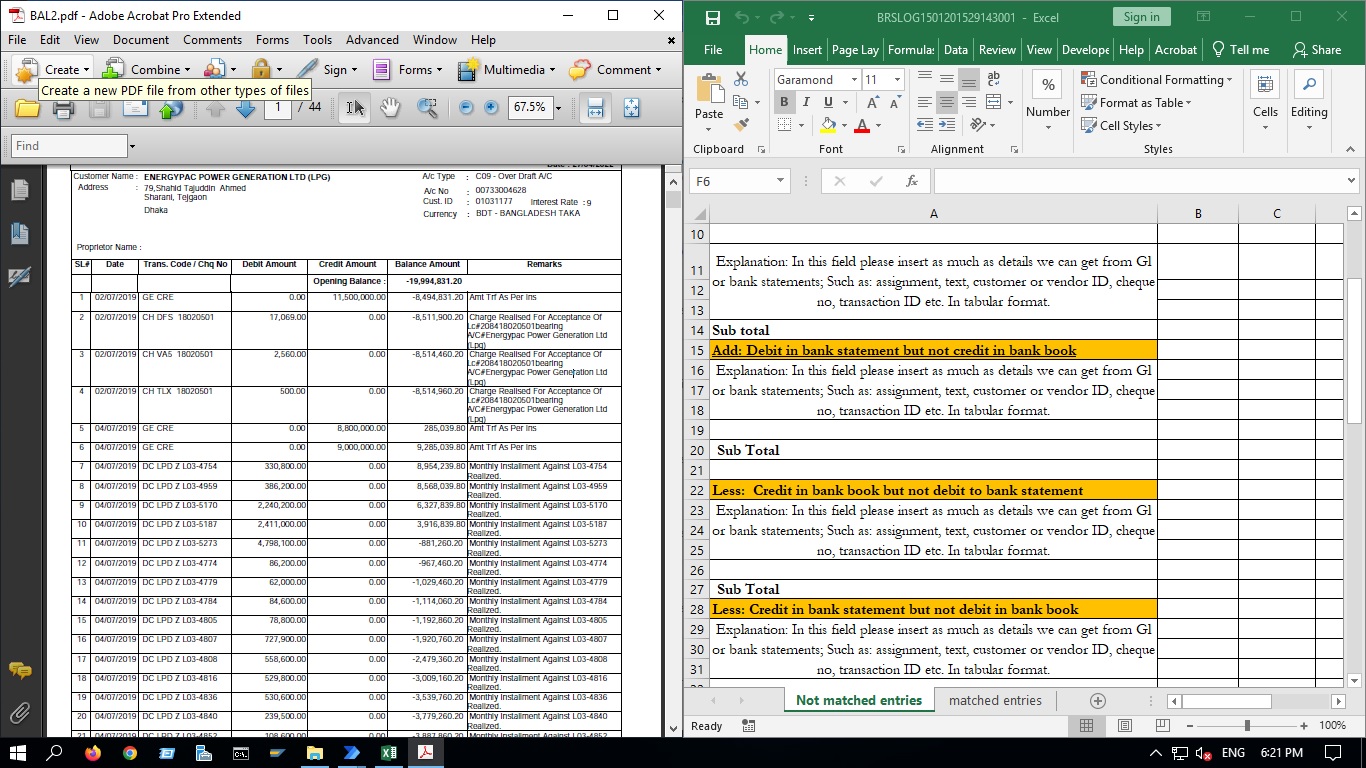 BAL2.pdf - Adobe Acrobat Pro Extended
File Edit View Document Comments Forms Tools Advanced Window Help
Create Combine Sign Forms Multimedia Comment
Create a new PDF file from other types of files
1 / 44 67.5%
Find
Customer Name : ENERGYPAC POWER GENERATION LTD (LPG) A/c Type : C09 - Over Draft A/C
Address : 79,Shahid Tajuddin Ahmed A/c No : 00733004628
Sharani, Tejgaon Cust. ID : 01031177 Interest Rate : 9
Dhaka Currency : BDT - BANGLADESH TAKA
Proprietor Name :
SL# Date Trans. Code / Chq No Debit Amount Credit Amount Balance Amount Remarks
Opening Balance : -19,994,831.20
1 02/07/2019 GE CRE 0.00 11,500,000.00 -8,494,831.20 Amt Trf As Per Ins
2 02/07/2019 CH DFS 18020501 17,069.00 0.00 -8,511,900.20 Charge Realised For Acceptance Of
Lc#208418020501bearing
A/C#Energypac Power Generation Ltd
(Lpg)
3 02/07/2019 CH VA5 18020501 2,560.00 0.00 -8,514,460.20 Charge Realised For Acceptance Of
Lc#208418020501bearing
A/C#Energypac Power Generation Ltd
(Lpg)
4 02/07/2019 CH TLX 18020501 500.00 0.00 -8,514,960.20 Charge Realised For Acceptance Of
Lc#208418020501bearing
A/C#Energypac Power Generation Ltd
(Lpg)
5 04/07/2019 GE CRE 0.00 8,800,000.00 285,039.80 Amt Trf As Per Ins
6 04/07/2019 GE CRE 0.00 9,000,000.00 9,285,039.80 Amt Trf As Per Ins
7 04/07/2019 DC LPD Z L03-4754 330,800.00 0.00 8,954,239.80 Monthly Installment Against L03-4754
Realized.
8 04/07/2019 DC LPD Z L03-4959 386,200.00 0.00 8,568,039.80 Monthly Installment Against L03-4959
Realized.
9 04/07/2019 DC LPD Z L03-5170 2,240,200.00 0.00 6,327,839.80 Monthly Installment Against L03-5170
Realized.
10 04/07/2019 DC LPD Z L03-5187 2,411,000.00 0.00 3,916,839.80 Monthly Installment Against L03-5187
Realized.
11 04/07/2019 DC LPD Z L03-5273 4,798,100.00 0.00 -881,260.20 Monthly Installment Against L03-5273
Realized.
12 04/07/2019 DC LPD Z L03-4774 86,200.00 0.00 -967,460.20 Monthly Installment Against L03-4774
Realized.
13 04/07/2019 DC LPD Z L03-4779 62,000.00 0.00 -1,029,460.20 Monthly Installment Against L03-4779
Realized.
14 04/07/2019 DC LPD Z L03-4784 84,600.00 0.00 -1,114,060.20 Monthly Installment Against L03-4784
Realized.
15 04/07/2019 DC LPD Z L03-4805 78,800.00 0.00 -1,192,860.20 Monthly Installment Against L03-4805
Realized.
16 04/07/2019 DC LPD Z L03-4807 727,900.00 0.00 -1,920,760.20 Monthly Installment Against L03-4807
Realized.
17 04/07/2019 DC LPD Z L03-4808 558,600.00 0.00 -2,479,360.20 Monthly Installment Against L03-4808
Realized.
18 04/07/2019 DC LPD Z L03-4816 529,800.00 0.00 -3,009,160.20 Monthly Installment Against L03-4816
Realized.
19 04/07/2019 DC LPD Z L03-4836 530,600.00 0.00 -3,539,760.20 Monthly Installment Against L03-4836
Realized.
20 04/07/2019 DC LPD Z L03-4840 239,500.00 0.00 -3,779,260.20 Monthly Installment Against L03-4840
Realized.
21 04/07/2019 DC LPD Z L03-4852 108,600.00 0.00 -3,887,860.20 Monthly Installment Against L03-4852
BRSLOG1501201529143001 - Excel Sign in
File Home Insert Page Lay Formulas Data Review View Develope Help Acrobat Tell me Share
Garamond 11 ab % Conditional Formatting
Paste B I U A A Number Format as Table Cells Editing
Cell Styles
Clipboard Font Alignment Styles
F6 fx
A B C
10
11 Explanation: In this field please insert as much as details we can get from Gl
12 or bank statements; Such as: assignment, text, customer or vendor ID, cheque
13 no, transaction ID etc. In tabular format.
14 Sub total
15 Add: Debit in bank statement but not credit in bank book
16 Explanation: In this field please insert as much as details we can get from Gl
17 or bank statements; Such as: assignment, text, customer or vendor ID, cheque
18 no, transaction ID etc. In tabular format.
19
20 Sub Total
21
22 Less: Credit in bank book but not debit to bank statement
23 Explanation: In this field please insert as much as details we can get from Gl
24 or bank statements; Such as: assignment, text, customer or vendor ID, cheque
25 no, transaction ID etc. In tabular format.
26
27 Sub Total
28 Less: Credit in bank statement but not debit in bank book
29 Explanation: In this field please insert as much as details we can get from Gl
30 or bank statements; Such as: assignment, text, customer or vendor ID, cheque
31 no, transaction ID etc. In tabular format.
Not matched entries matched entries
Ready 100%
ENG 6:21 PM